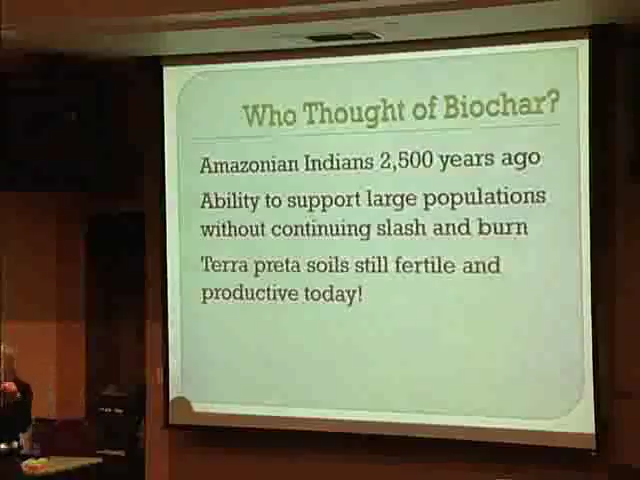 Who Thought of Biochar?
Amazonian Indians 2,500 years ago
Ability to support large populations
without continuing slash and burn
Terra preta soils still fertile and
productive today!